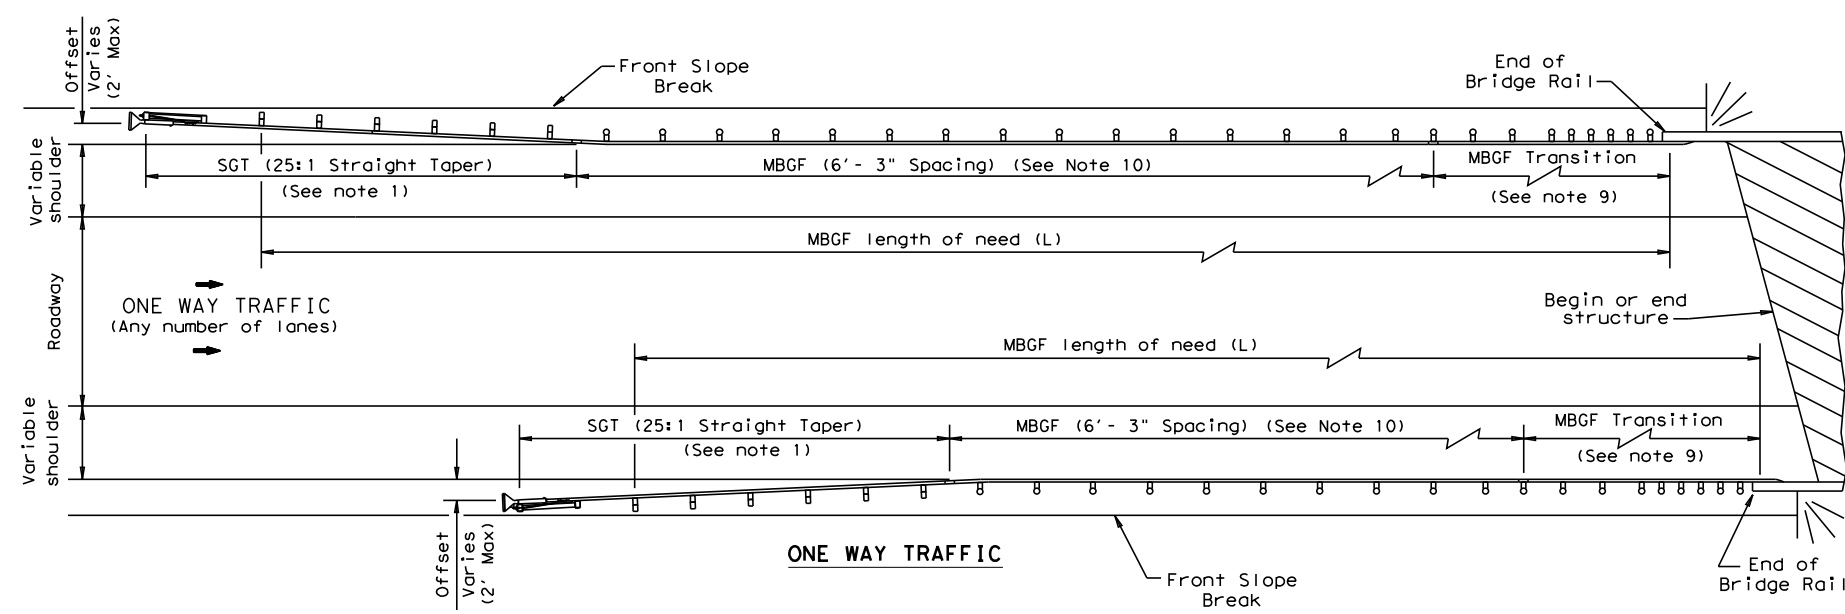 Offset
Varies
(2' Max)
Front Slope
Break
End of
Bridge Rail
Variable
shoulder
SGT (25:1 Straight Taper)
(See note 1)
MBGF (6'- 3" Spacing) (See Note 10)
MBGF Transition
(See note 9)
MBGF length of need (L)
Roadway
ONE WAY TRAFFIC
(Any number of lanes)
Begin or end
structure
MBGF length of need (L)
Variable
shoulder
SGT (25:1 Straight Taper)
(See note 1)
MBGF (6'- 3" Spacing) (See Note 10)
MBGF Transition
(See note 9)
Offset
Varies
(2' Max)
ONE WAY TRAFFIC
Front Slope
Break
End of
Bridge Rail